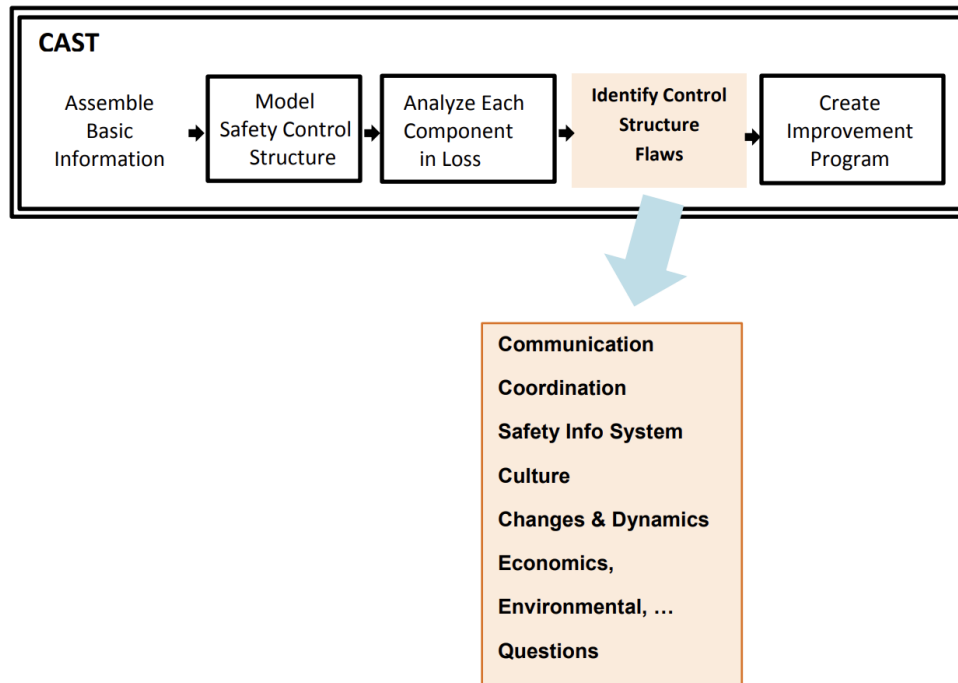 CAST
Assemble
Basic
Information
Model
Safety Control
Structure
Analyze Each
Component
in Loss
Identify Control
Structure
Flaws
Create
Improvement
Program
Communication
Coordination
Safety Info System
Culture
Changes & Dynamics
Economics,
Environmental, …
Questions